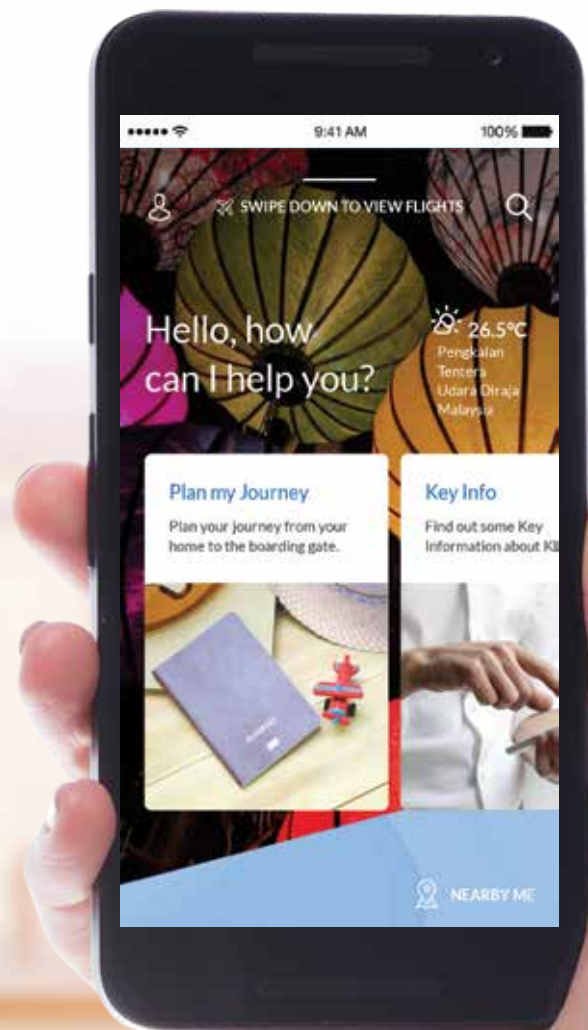 9:41 AM
100%
SWIPE DOWN TO VIEW FLIGHTS
Hello, how
can I help you?
26.5°C
Pengkalan
Tentera
Udara Diraja
Malaysia
Plan my Journey
Plan your journey from your
home to the boarding gate.
Key Info
Find out some Key
Information about
NEARBY ME